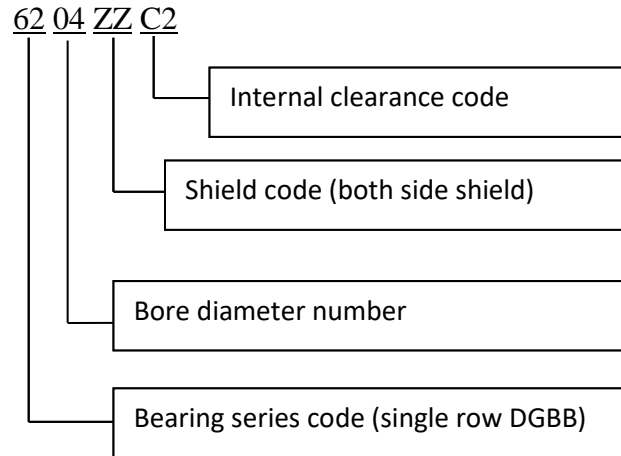 62 04 ZZ C2
Internal clearance code
Shield code (both side shield)
Bore diameter number
Bearing series code (single row DGBB)